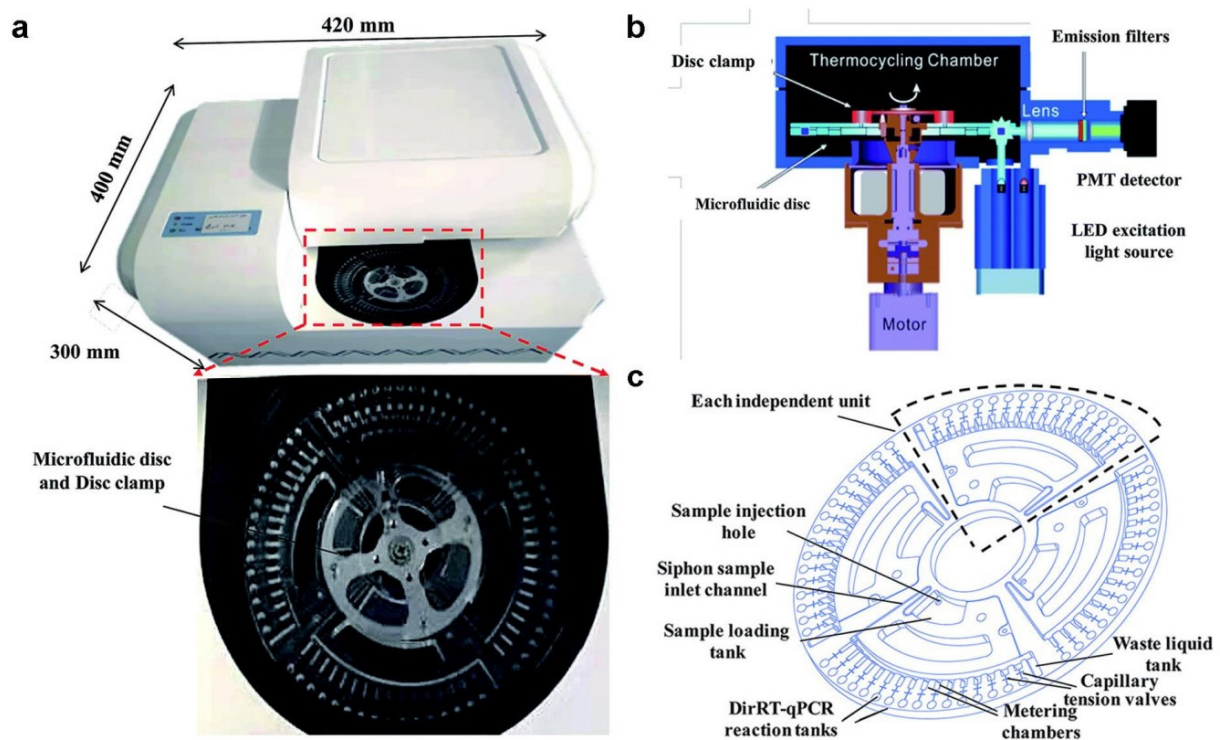 a
420 mm
400 mm
300 mm
Microfluidic disc
and Disc clamp
b
Disc clamp
Thermocycling Chamber
Emission filters
Lens
Microfluidic disc
PMT detector
LED excitation
light source
Motor
c
Each independent unit
Sample injection
hole
Siphon sample
inlet channel
Sample loading
tank
Waste liquid
tank
Capillary
tension valves
Metering
chambers
DirRT-qPCR
reaction tanks